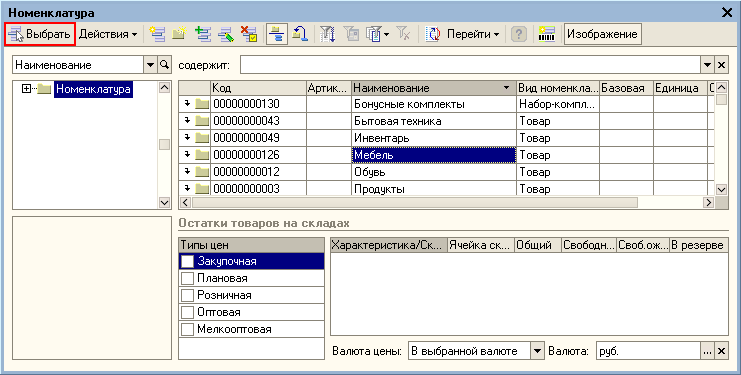 Номенклатура
Выбрать Действия Перейти Изображение
Наименование содержит:
Номенклатура
Код Артик... Наименование Вид номенкла... Базовая Единица
00000000130 Бонусные комплекты Набор-компл...
00000000043 Бытовая техника Товар
00000000049 Инвентарь Товар
00000000126 Мебель Товар
00000000012 Обувь Товар
00000000003 Продукты Товар
Остатки товаров на складах
Типы цен Характеристика/Ск... Ячейка ск... Общий Свободн... Своб.ож... В резерве
Закупочная
Плановая
Розничная
Оптовая
Мелкооптовая
Валюта цены: В выбранной валюте Валюта: руб. ...